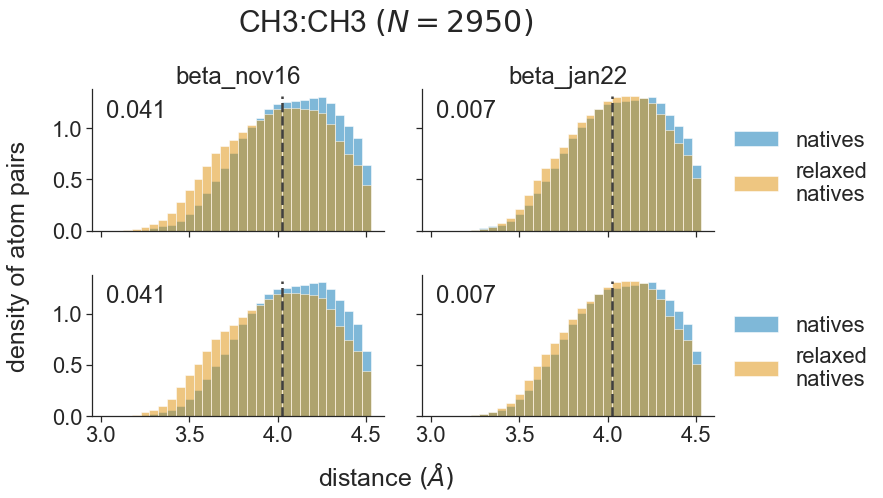 CH3:CH3 (N = 2950)
beta_nov16
beta_jan22
density of atom pairs
1.0
0.5
0.0
0.041
0.007
natives
relaxed
natives
1.0
0.5
0.0
0.041
0.007
natives
relaxed
natives
3.0 3.5 4.0 4.5
3.0 3.5 4.0 4.5
distance (Å)